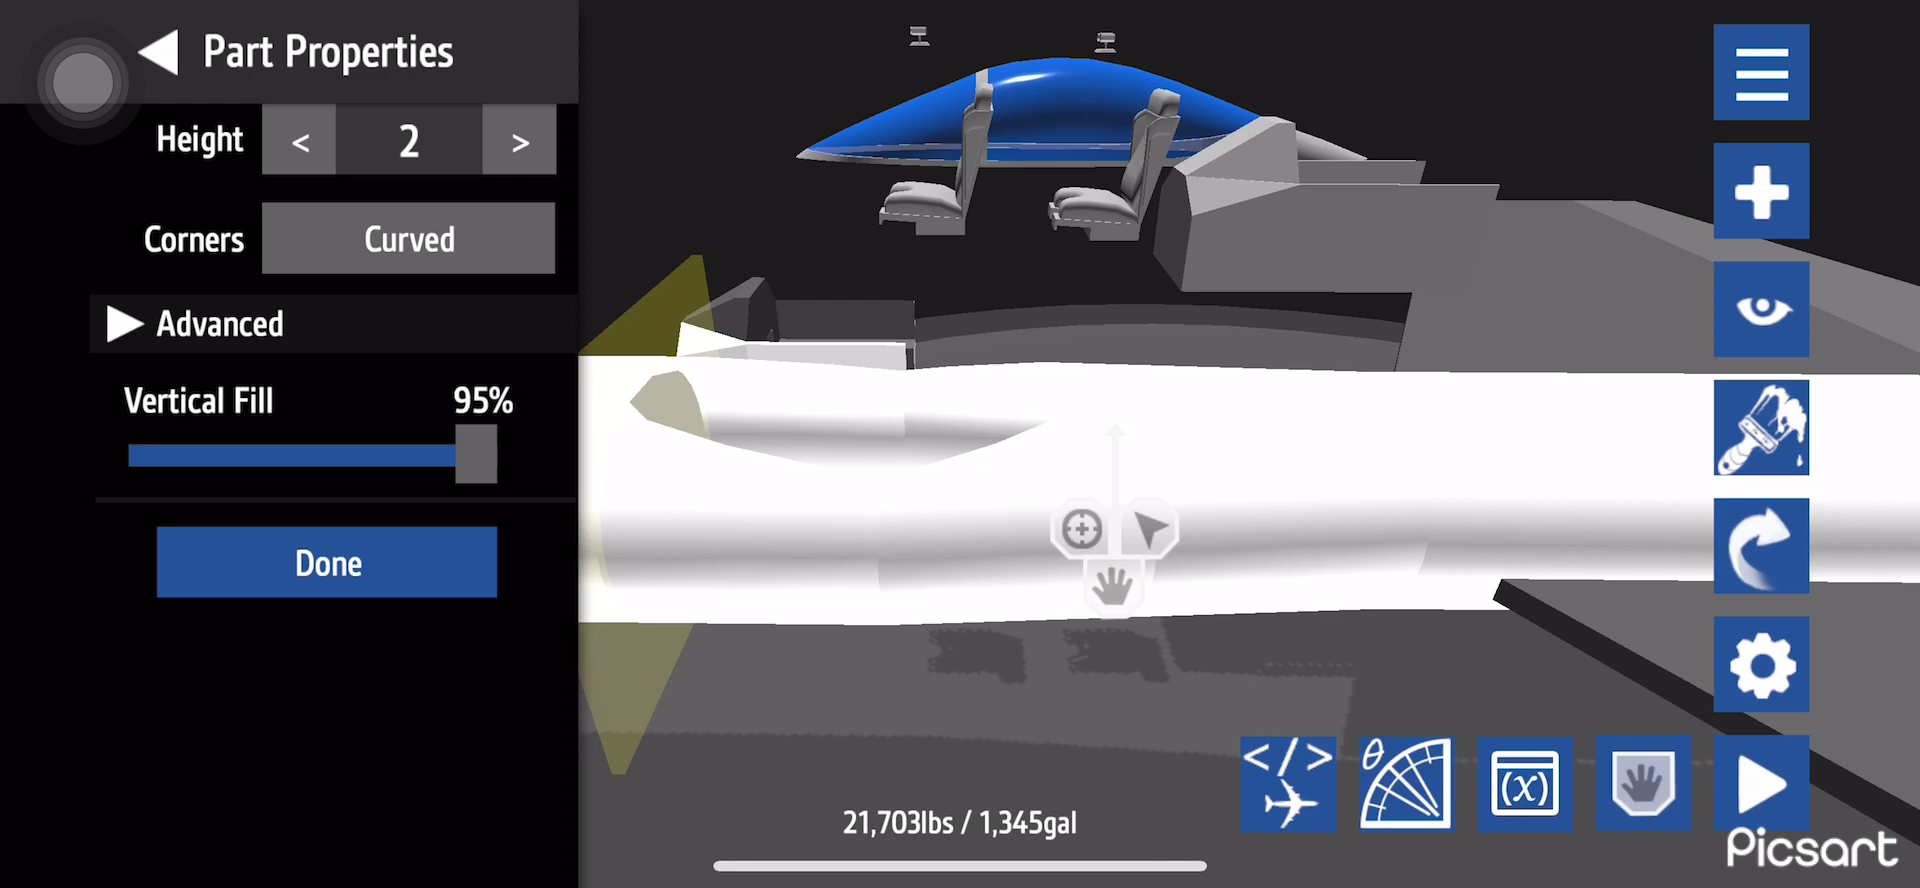 Part Properties
Height < 2 >
Corners Curved
Advanced
Vertical Fill 95%
Done
21,703lbs / 1,345gal
</>
θ
(x)
Picsart